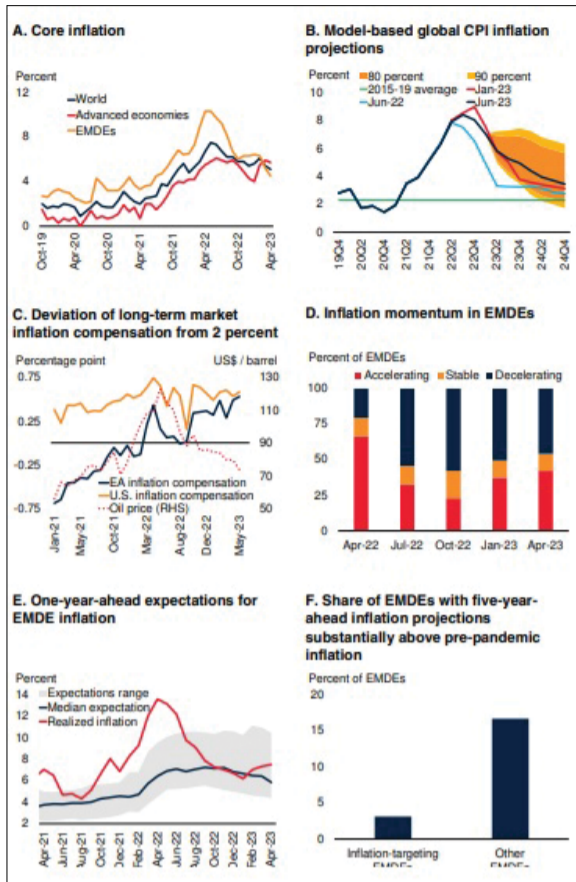 A. Core inflation
Percent
12
8
4
0
World
Advanced economies
EMDEs
Oct-19
Apr-20
Oct-20
Apr-21
Oct-21
Apr-22
Oct-22
Apr-23
B. Model-based global CPI inflation
projections
Percent
10
8
6
4
2
0
80 percent
90 percent
2015-19 average
Jan-23
Jun-22
Jun-23
19Q4
20Q2
20Q4
21Q2
21Q4
22Q2
22Q4
23Q2
23Q4
24Q2
24Q4
C. Deviation of long-term market
inflation compensation from 2 percent
Percentage point
US$ / barrel
0.75
0.25
-0.25
-0.75
130
110
90
70
50
EA inflation compensation
U.S. inflation compensation
Oil price (RHS)
Jan-21
May-21
Oct-21
Mar-22
Aug-22
Dec-22
May-23
D. Inflation momentum in EMDEs
Percent of EMDEs
Accelerating
Stable
Decelerating
100
75
50
25
0
Apr-22
Jul-22
Oct-22
Jan-23
Apr-23
E. One-year-ahead expectations for
EMDE inflation
Percent
14
12
10
8
6
4
2
Expectations range
Median expectation
Realized inflation
Apr-21
Jun-21
Aug-21
Oct-21
Dec-21
Feb-22
Apr-22
Jun-22
Aug-22
Oct-22
Dec-22
Feb-23
Apr-23
F. Share of EMDEs with five-year-
ahead inflation projections
substantially above pre-pandemic
inflation
Percent of EMDEs
20
15
10
5
0
Inflation-targeting
EMDEs
Other
EMDEs